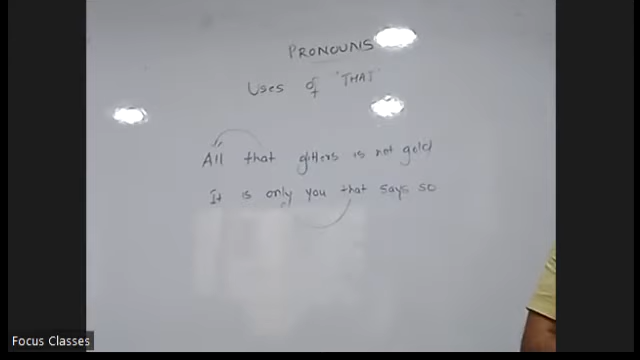 PRONOUNS
Uses of 'THAT'
All that glitters is not gold
It is only you that says so
Focus Classes